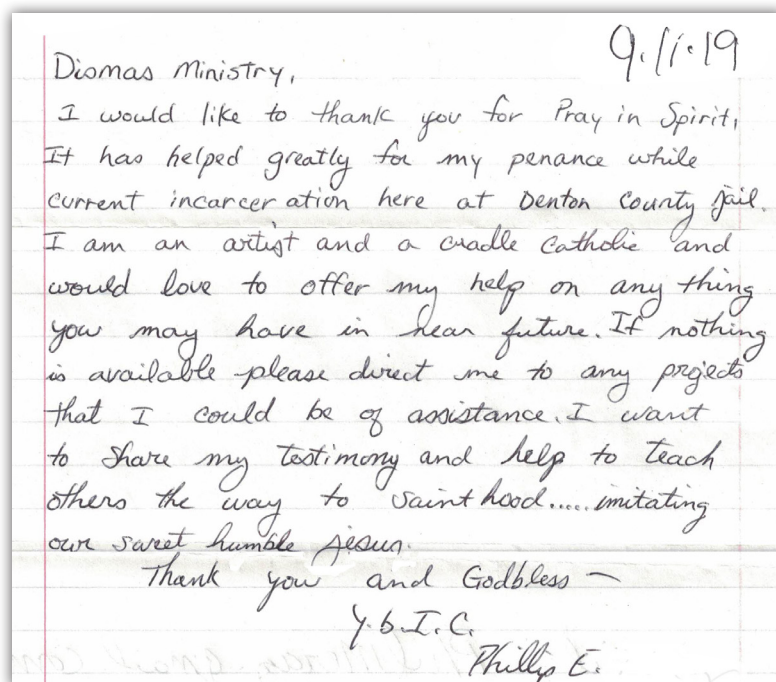 9.11.19
Dismas Ministry,
I would like to thank you for Pray in Spirit,
It has helped greatly for my penance while
current incarceration here at Denton County Jail.
I am an artist and a cradle Catholic and
would love to offer my help on any thing
you may have in near future. If nothing
is available please direct me to any projects
that I could be of assistance. I want
to share my testimony and help to teach
others the way to Saint hood..... imitating
our sweet humble Jesus.
Thank you and Godbless —
Y.b.I.C.
Phillip E.